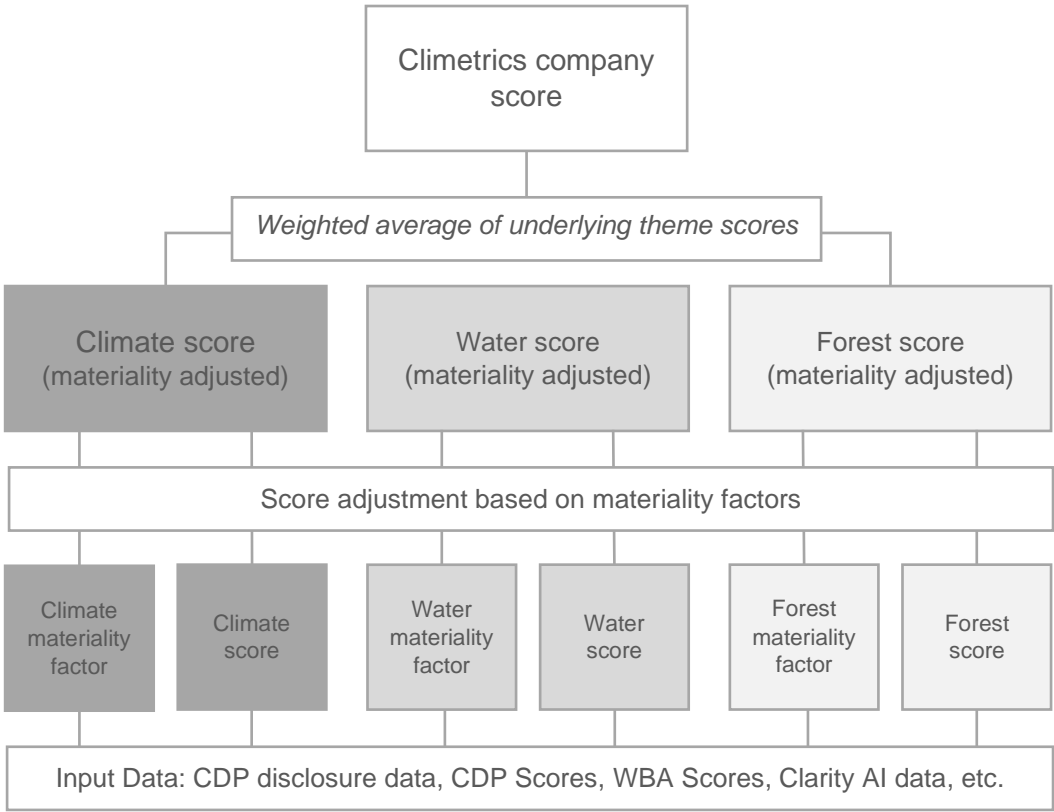 Climetrics company
score
Weighted average of underlying theme scores
Climate score
(materiality adjusted)
Water score
(materiality adjusted)
Forest score
(materiality adjusted)
Score adjustment based on materiality factors
Climate
materiality
factor
Climate
score
Water
materiality
factor
Water
score
Forest
materiality
factor
Forest
score
Input Data: CDP disclosure data, CDP Scores, WBA Scores, Clarity AI data, etc.